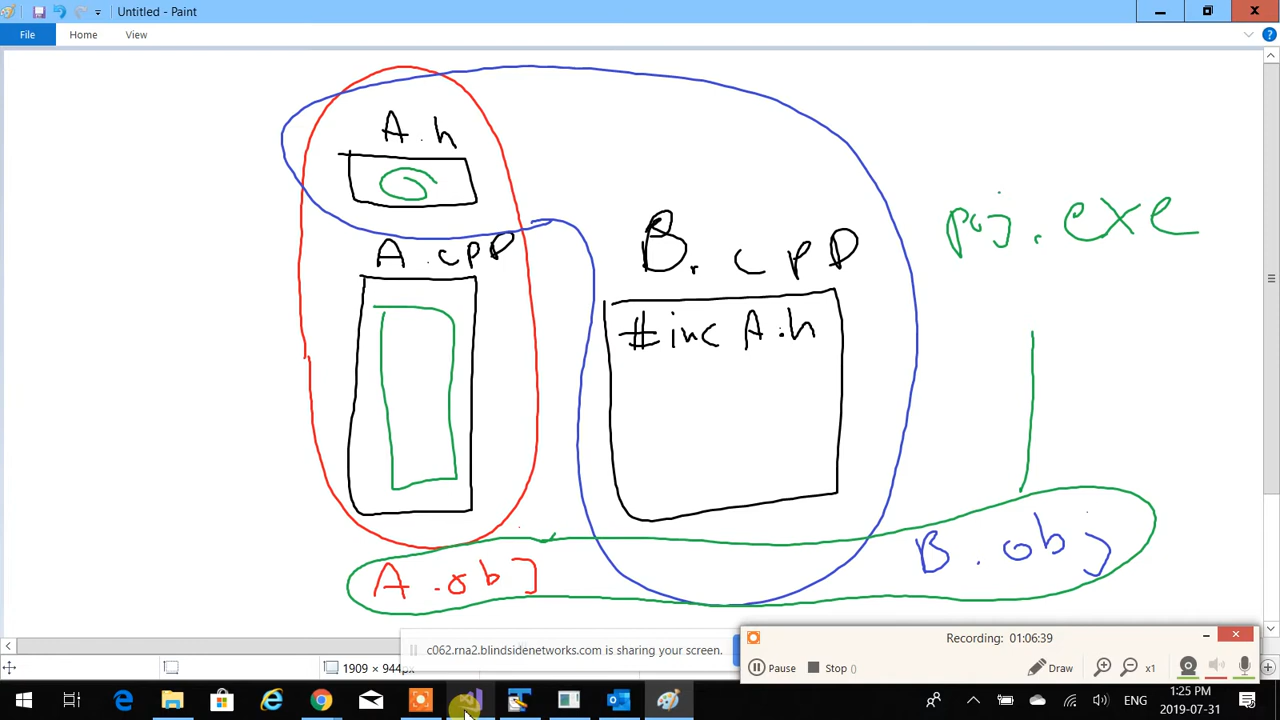 Untitled - Paint
File Home View
A.h
A.cpp
B.cpp
#inc A.h
poj.exe
A.obj
B.obj
Recording: 01:06:39
c062.rna2.blindsidenetworks.com is sharing your screen.
Pause Stop () Draw x1
1909 × 944px
ENG
1:25 PM
2019-07-31